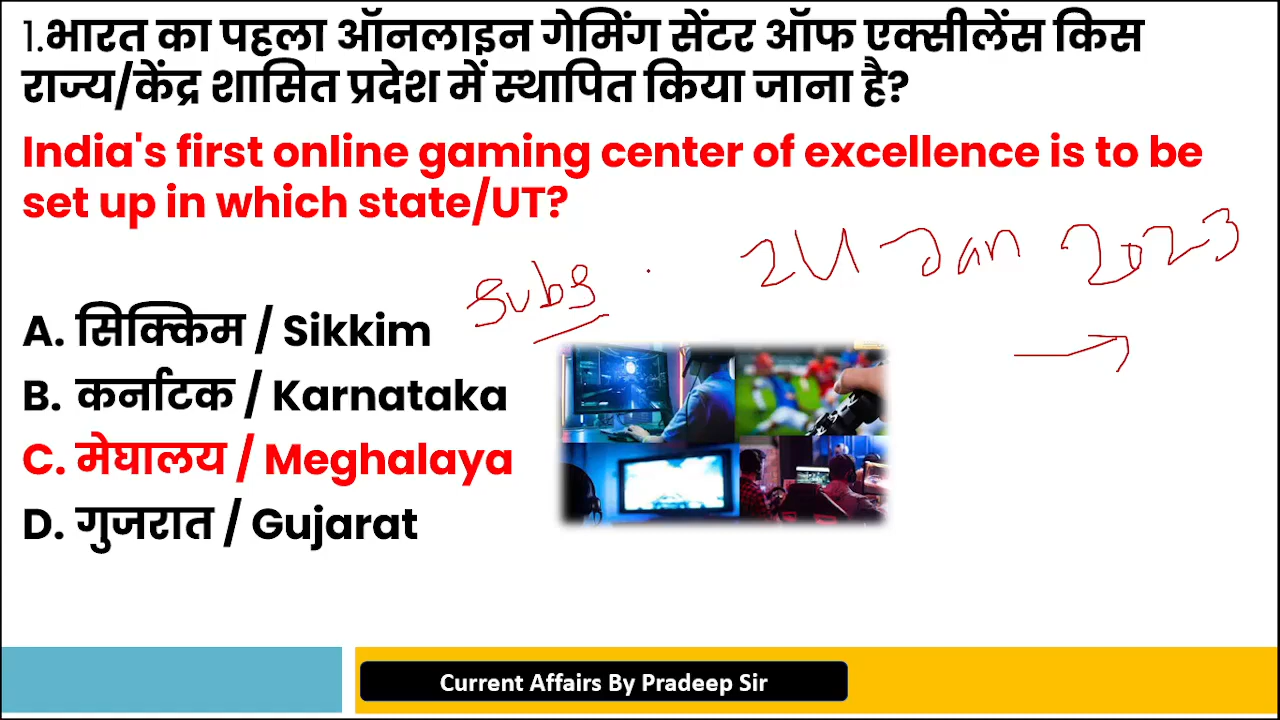 1.भारत का पहला ऑनलाइन गेमिंग सेंटर ऑफ एक्सीलेंस किस
राज्य/केंद्र शासित प्रदेश में स्थापित किया जाना है?
India's first online gaming center of excellence is to be
set up in which state/UT?
24 Jan 2023
Subs
A. सिक्किम / Sikkim
B. कर्नाटक / Karnataka
C. मेघालय / Meghalaya
D. गुजरात / Gujarat
Current Affairs By Pradeep Sir